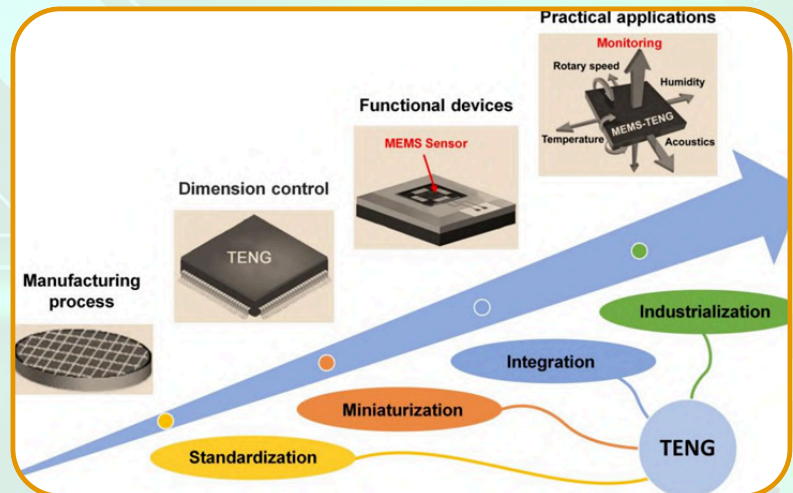 Practical applications
Monitoring
Rotary speed
Humidity
MEMS-TENG
Temperature
Acoustics
Functional devices
MEMS Sensor
Dimension control
TENG
Manufacturing
process
Industrialization
Integration
Miniaturization
Standardization
TENG